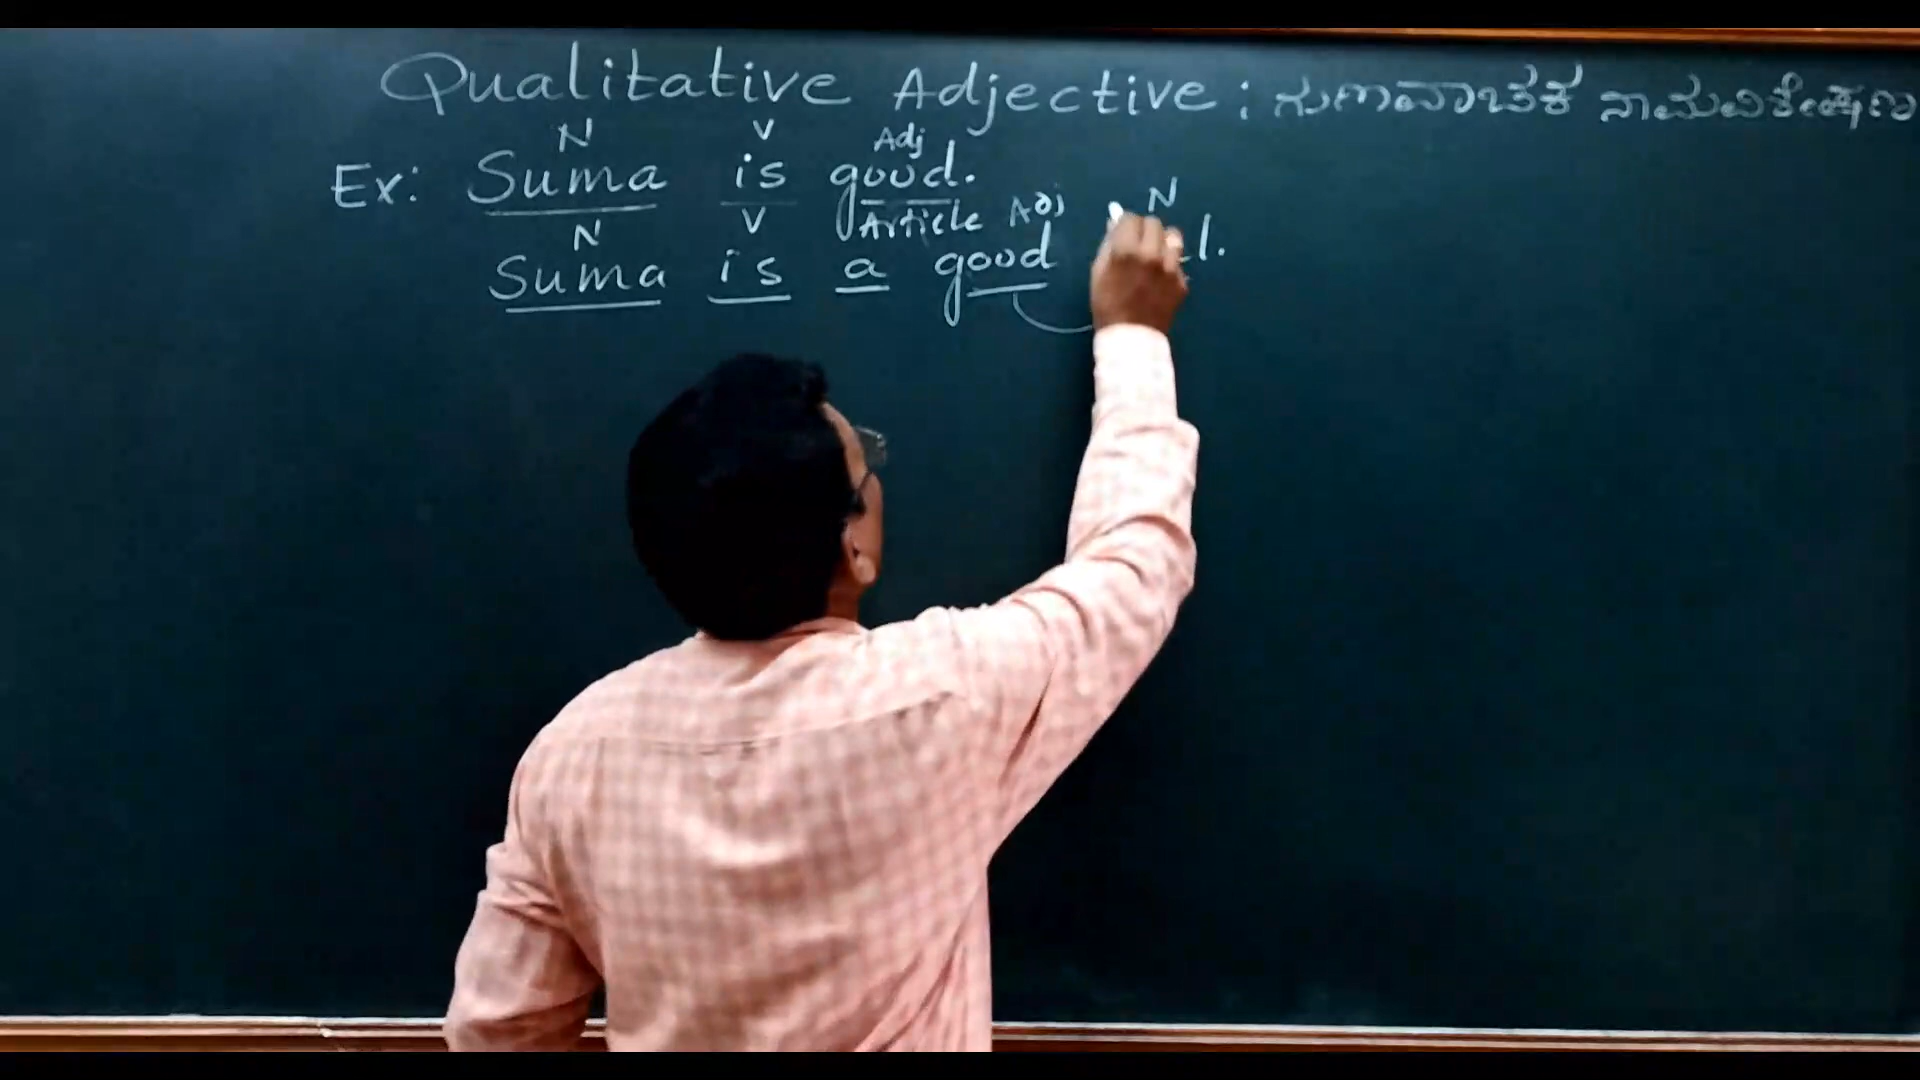 Qualitative Adjective : ಗುಣವಾಚಕ ನಾಮವಿಶೇಷಣ
N V Adj
Ex: Suma is good.
N V Article Adj N
Suma is a good